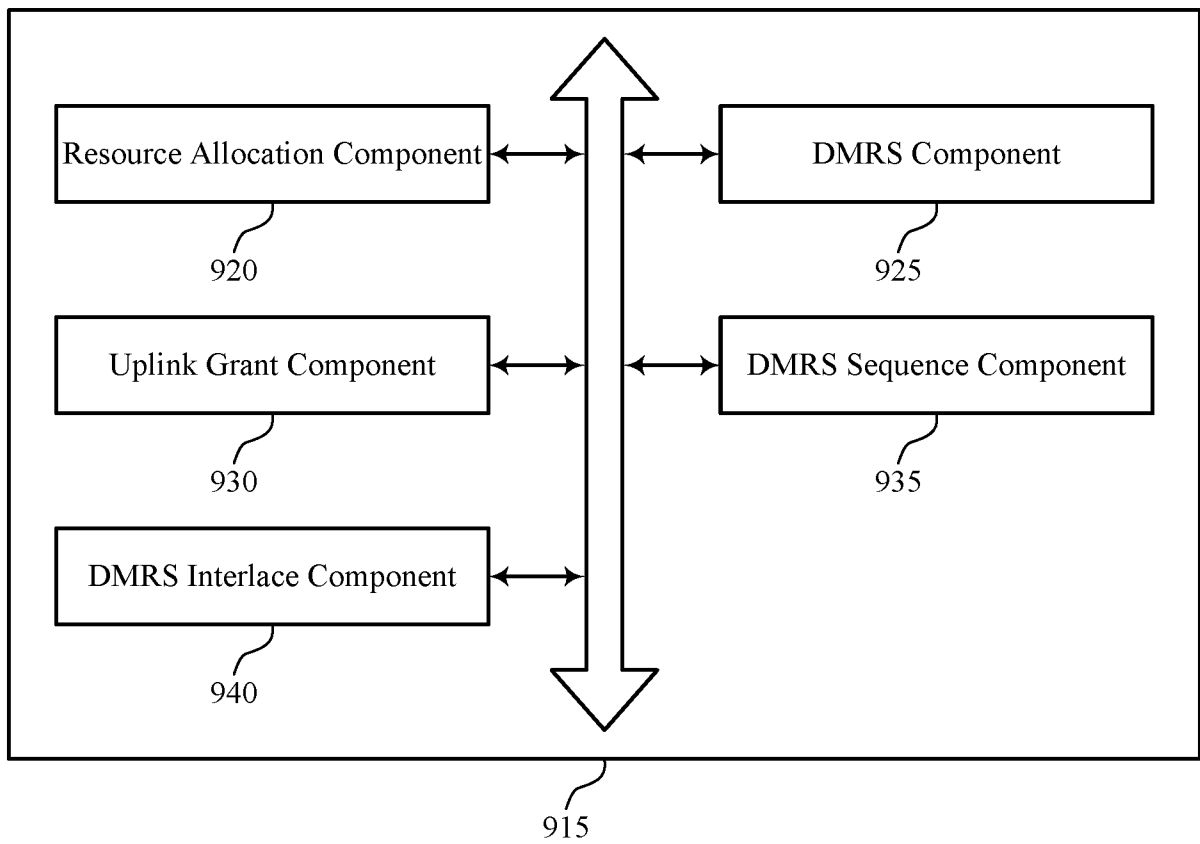 Resource Allocation Component
DMRS Component
920
925
Uplink Grant Component
DMRS Sequence Component
930
935
DMRS Interlace Component
940
915